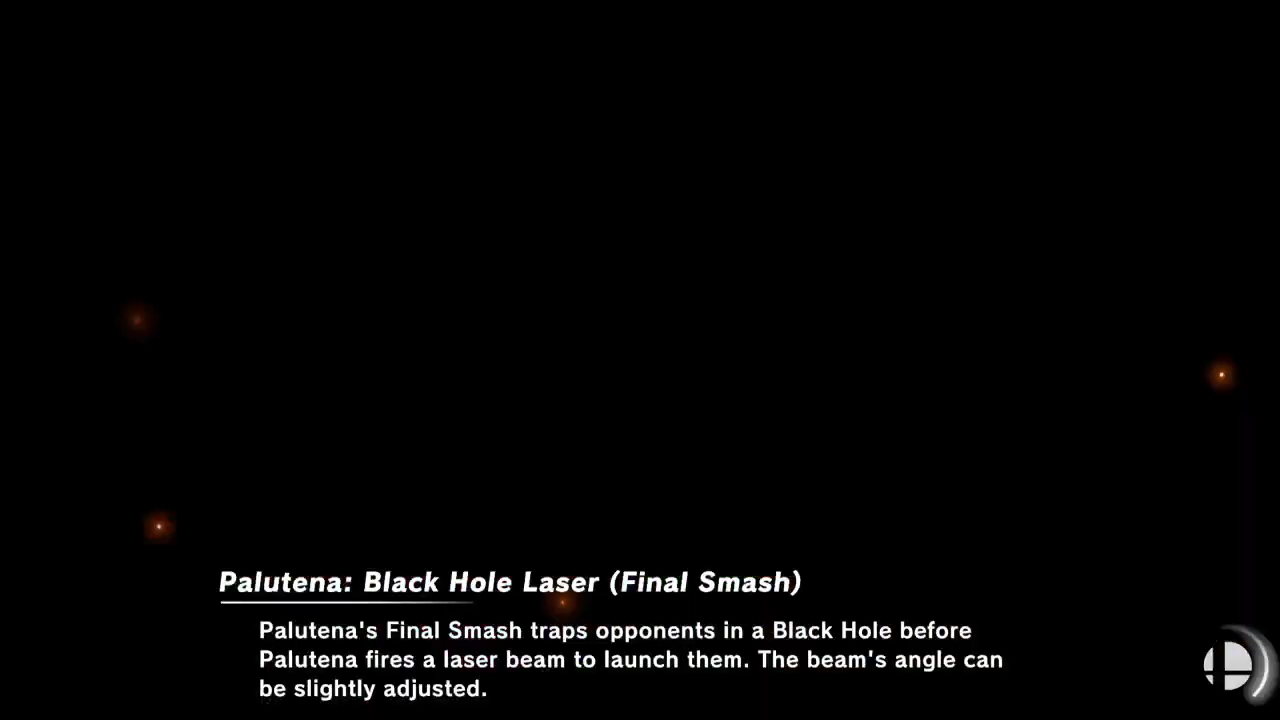 Palutena: Black Hole Laser (Final Smash)
Palutena's Final Smash traps opponents in a Black Hole before
Palutena fires a laser beam to launch them. The beam's angle can
be slightly adjusted.